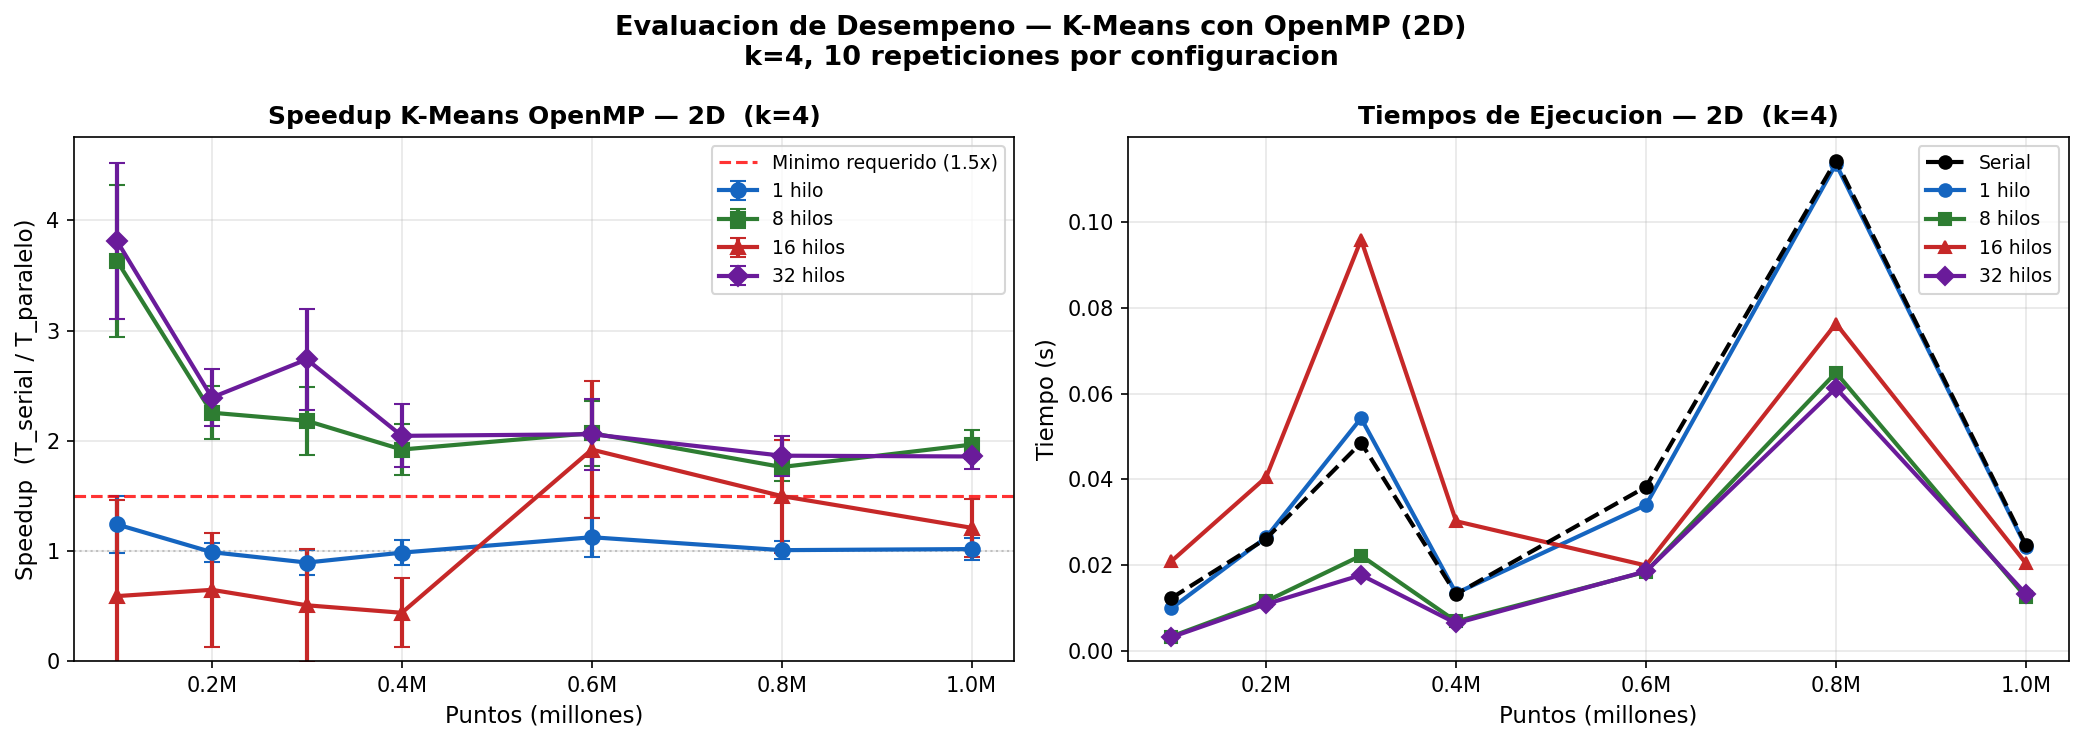 Evaluacion de Desempeno — K-Means con OpenMP (2D)
k=4, 10 repeticiones por configuracion
Speedup K-Means OpenMP — 2D  (k=4)
Speedup  (T_serial / T_paralelo)
4
3
2
1
0
Minimo requerido (1.5x)
1 hilo
8 hilos
16 hilos
32 hilos
0.2M 0.4M 0.6M 0.8M 1.0M
Puntos (millones)
Tiempos de Ejecucion — 2D  (k=4)
Tiempo (s)
0.10
0.08
0.06
0.04
0.02
0.00
Serial
1 hilo
8 hilos
16 hilos
32 hilos
0.2M 0.4M 0.6M 0.8M 1.0M
Puntos (millones)